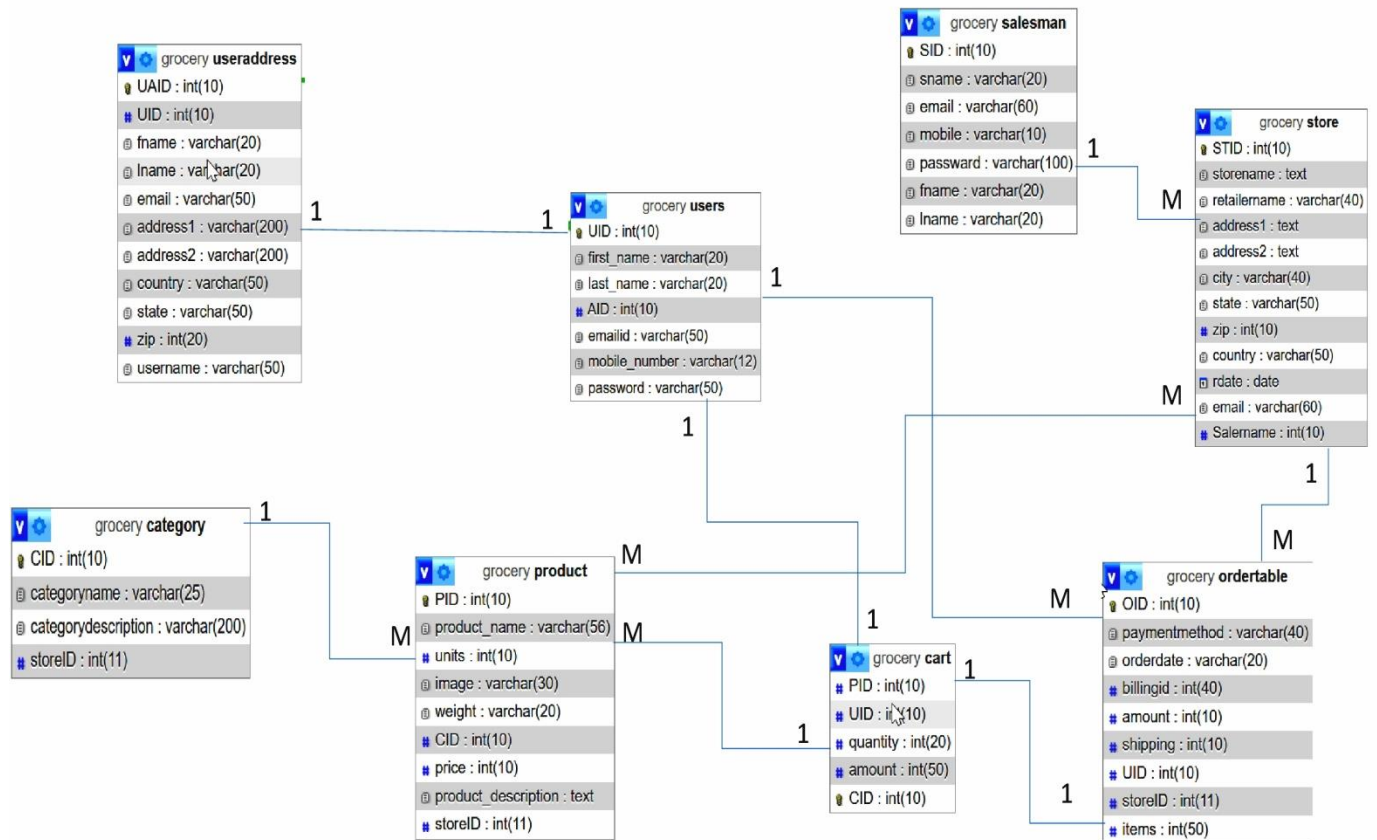 grocery salesman
SID : int(10)
sname : varchar(20)
email : varchar(60)
mobile : varchar(10)
passward : varchar(100)
fname : varchar(20)
lname : varchar(20)
grocery useraddress
UAID : int(10)
UID : int(10)
fname : varchar(20)
lname : varchar(20)
email : varchar(50)
address1 : varchar(200)
address2 : varchar(200)
country : varchar(50)
state : varchar(50)
zip : int(20)
username : varchar(50)
1
1
grocery users
UID : int(10)
first_name : varchar(20)
last_name : varchar(20)
AID : int(10)
emailid : varchar(50)
mobile_number : varchar(12)
password : varchar(50)
1
1
1
M
grocery store
STID : int(10)
storename : text
retailername : varchar(40)
address1 : text
address2 : text
city : varchar(40)
state : varchar(50)
zip : int(10)
country : varchar(50)
rdate : date
email : varchar(60)
Salername : int(10)
M
1
M
grocery category
CID : int(10)
categoryname : varchar(25)
categorydescription : varchar(200)
storeID : int(11)
1
M
grocery product
PID : int(10)
product_name : varchar(56)
units : int(10)
image : varchar(30)
weight : varchar(20)
CID : int(10)
price : int(10)
product_description : text
storeID : int(11)
M
M
1
1
grocery cart
PID : int(10)
UID : int(10)
quantity : int(20)
amount : int(50)
CID : int(10)
1
M
1
grocery ordertable
OID : int(10)
paymentmethod : varchar(40)
orderdate : varchar(20)
billingid : int(40)
amount : int(10)
shipping : int(10)
UID : int(10)
storeID : int(11)
items : int(50)